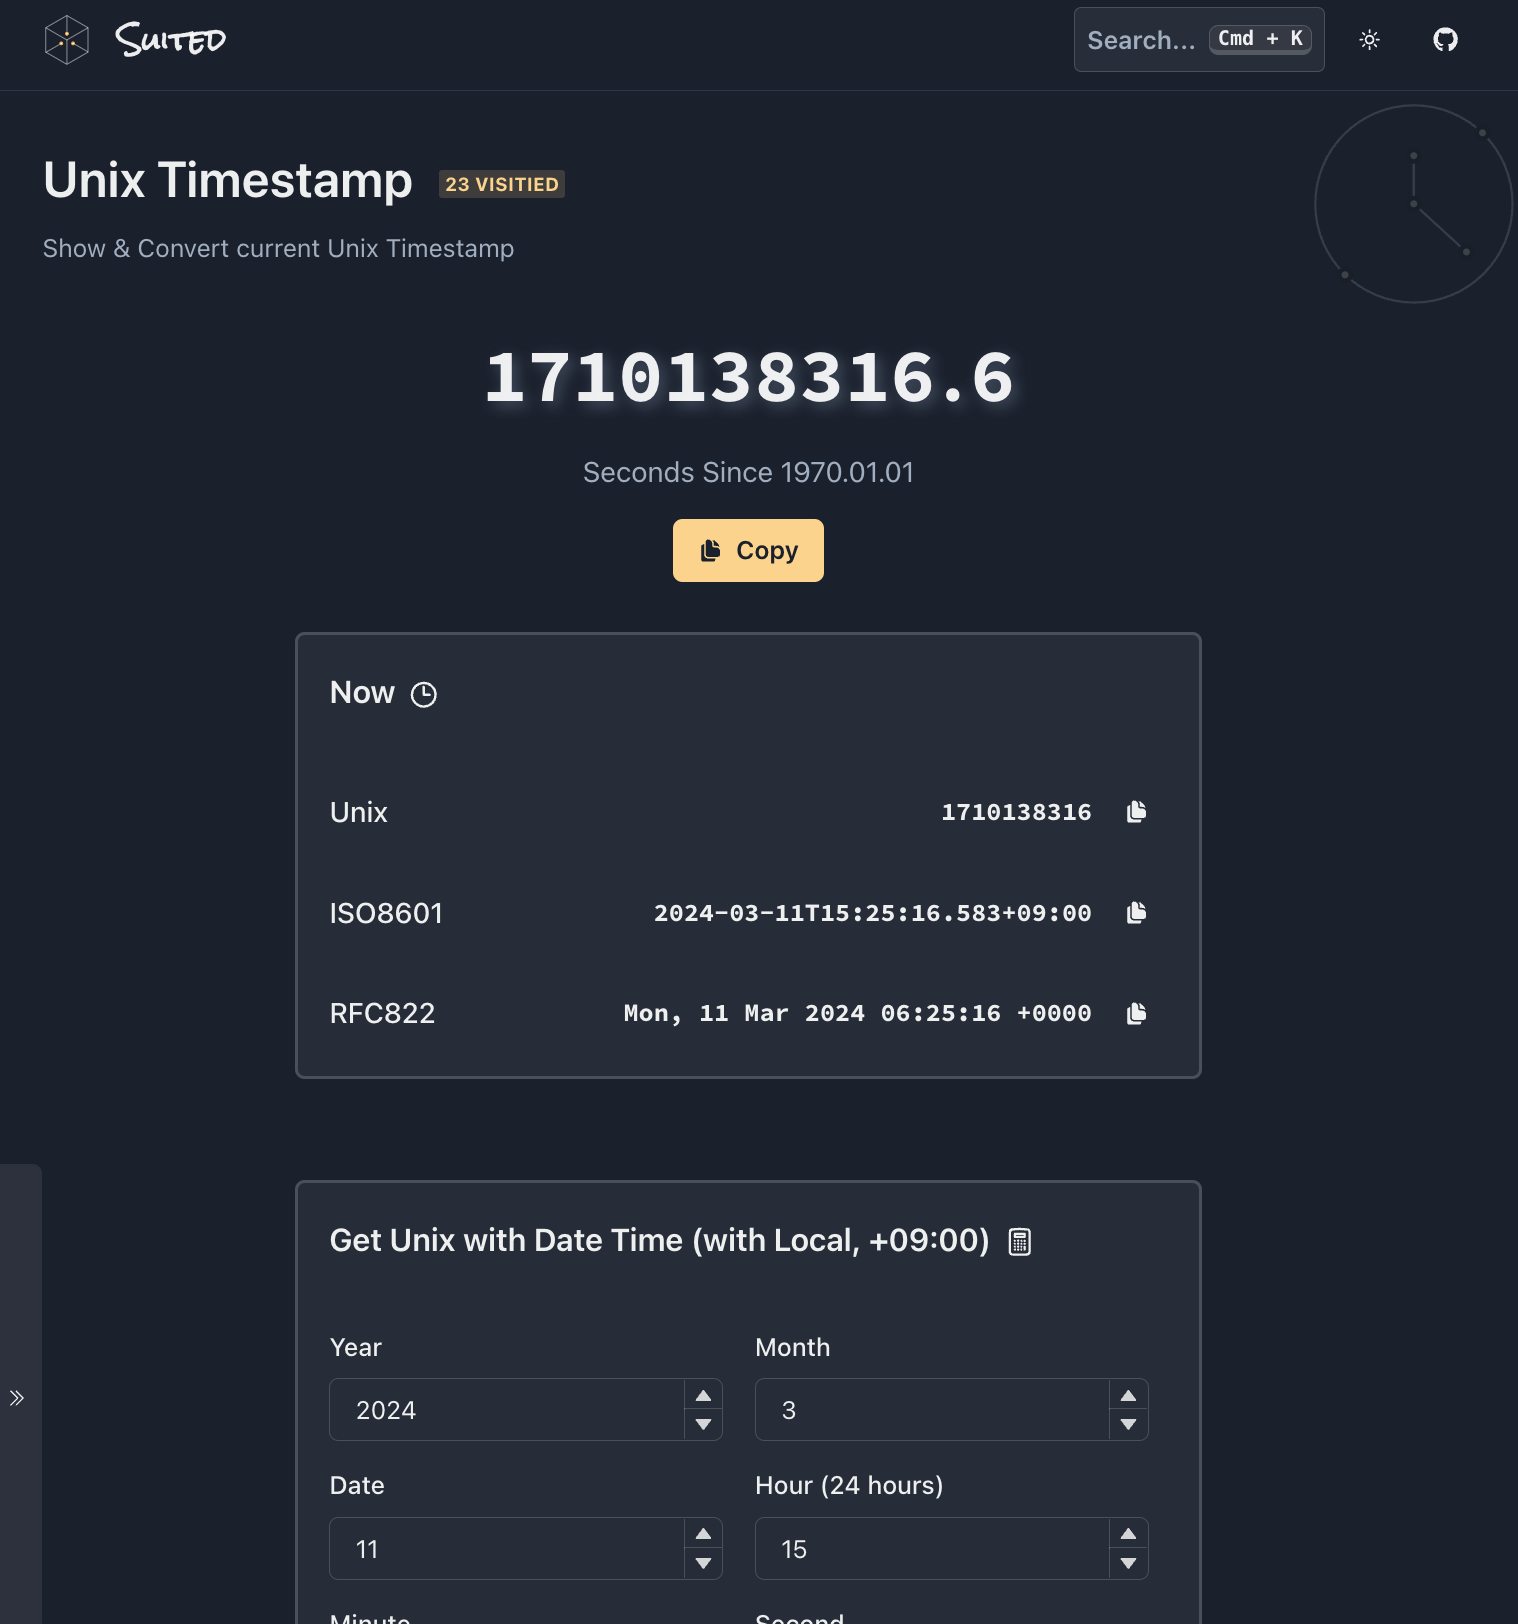 Suited
Search... Cmd + K
Unix Timestamp 23 VISITIED
Show & Convert current Unix Timestamp
1710138316.6
Seconds Since 1970.01.01
Copy
Now
Unix 1710138316
ISO8601 2024-03-11T15:25:16.583+09:00
RFC822 Mon, 11 Mar 2024 06:25:16 +0000
Get Unix with Date Time (with Local, +09:00)
Year Month
2024 3
Date Hour (24 hours)
11 15
Minute Second